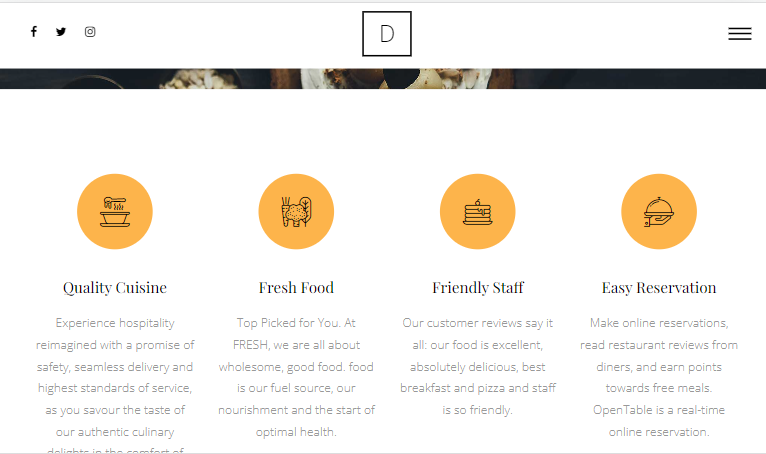 D
Quality Cuisine
Experience hospitality
reimagined with a promise of
safety, seamless delivery and
highest standards of service,
as you savour the taste of
our authentic culinary
delights in the comfort of
Fresh Food
Top Picked for You. At
FRESH, we are all about
wholesome, good food. food
is our fuel source, our
nourishment and the start of
optimal health.
Friendly Staff
Our customer reviews say it
all: our food is excellent,
absolutely delicious, best
breakfast and pizza and staff
is so friendly.
Easy Reservation
Make online reservations,
read restaurant reviews from
diners, and earn points
towards free meals.
OpenTable is a real-time
online reservation.